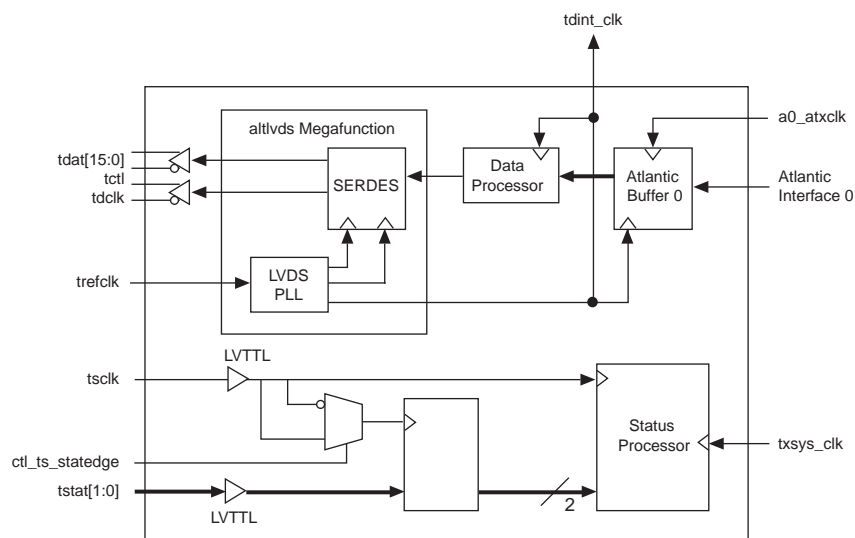 tdint_clk
altlvds Megafunction
a0_atxclk
tdat[15:0]
tctl
tdclk
SERDES
Data
Processor
Atlantic
Buffer 0
Atlantic
Interface 0
trefclk
LVDS
PLL
LVTTL
tsclk
Status
Processor
txsys_clk
ctl_ts_statedge
tstat[1:0]
LVTTL
2